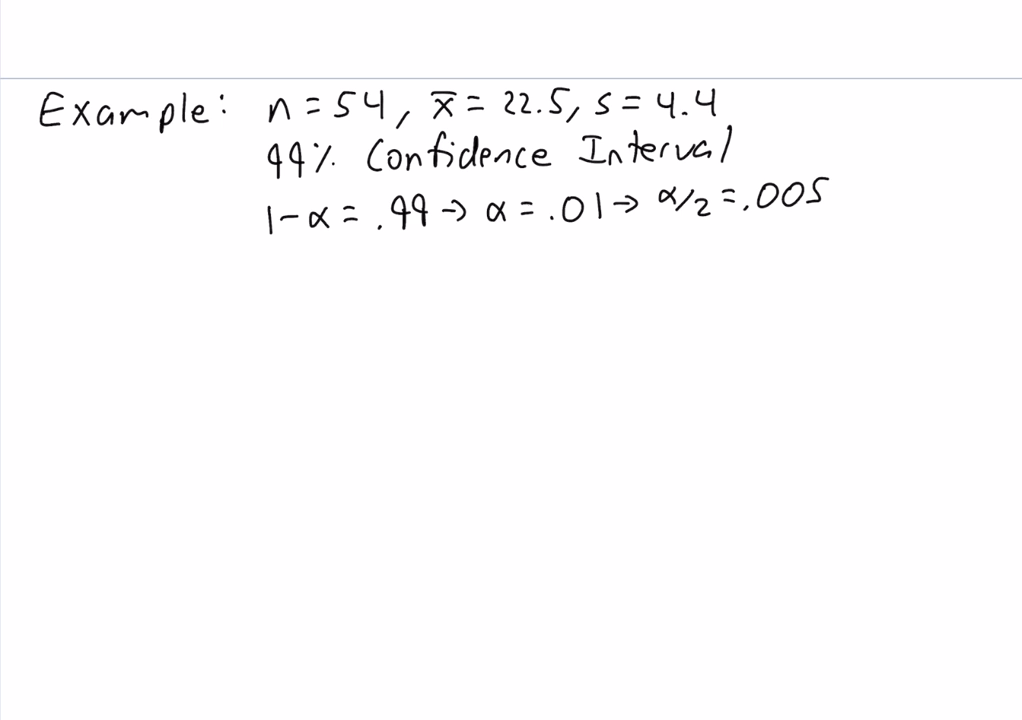 Example: n = 54, x̄ = 22.5, s = 4.4
99% Confidence Interval
1-α = .99 → α = .01 → α/2 = .005